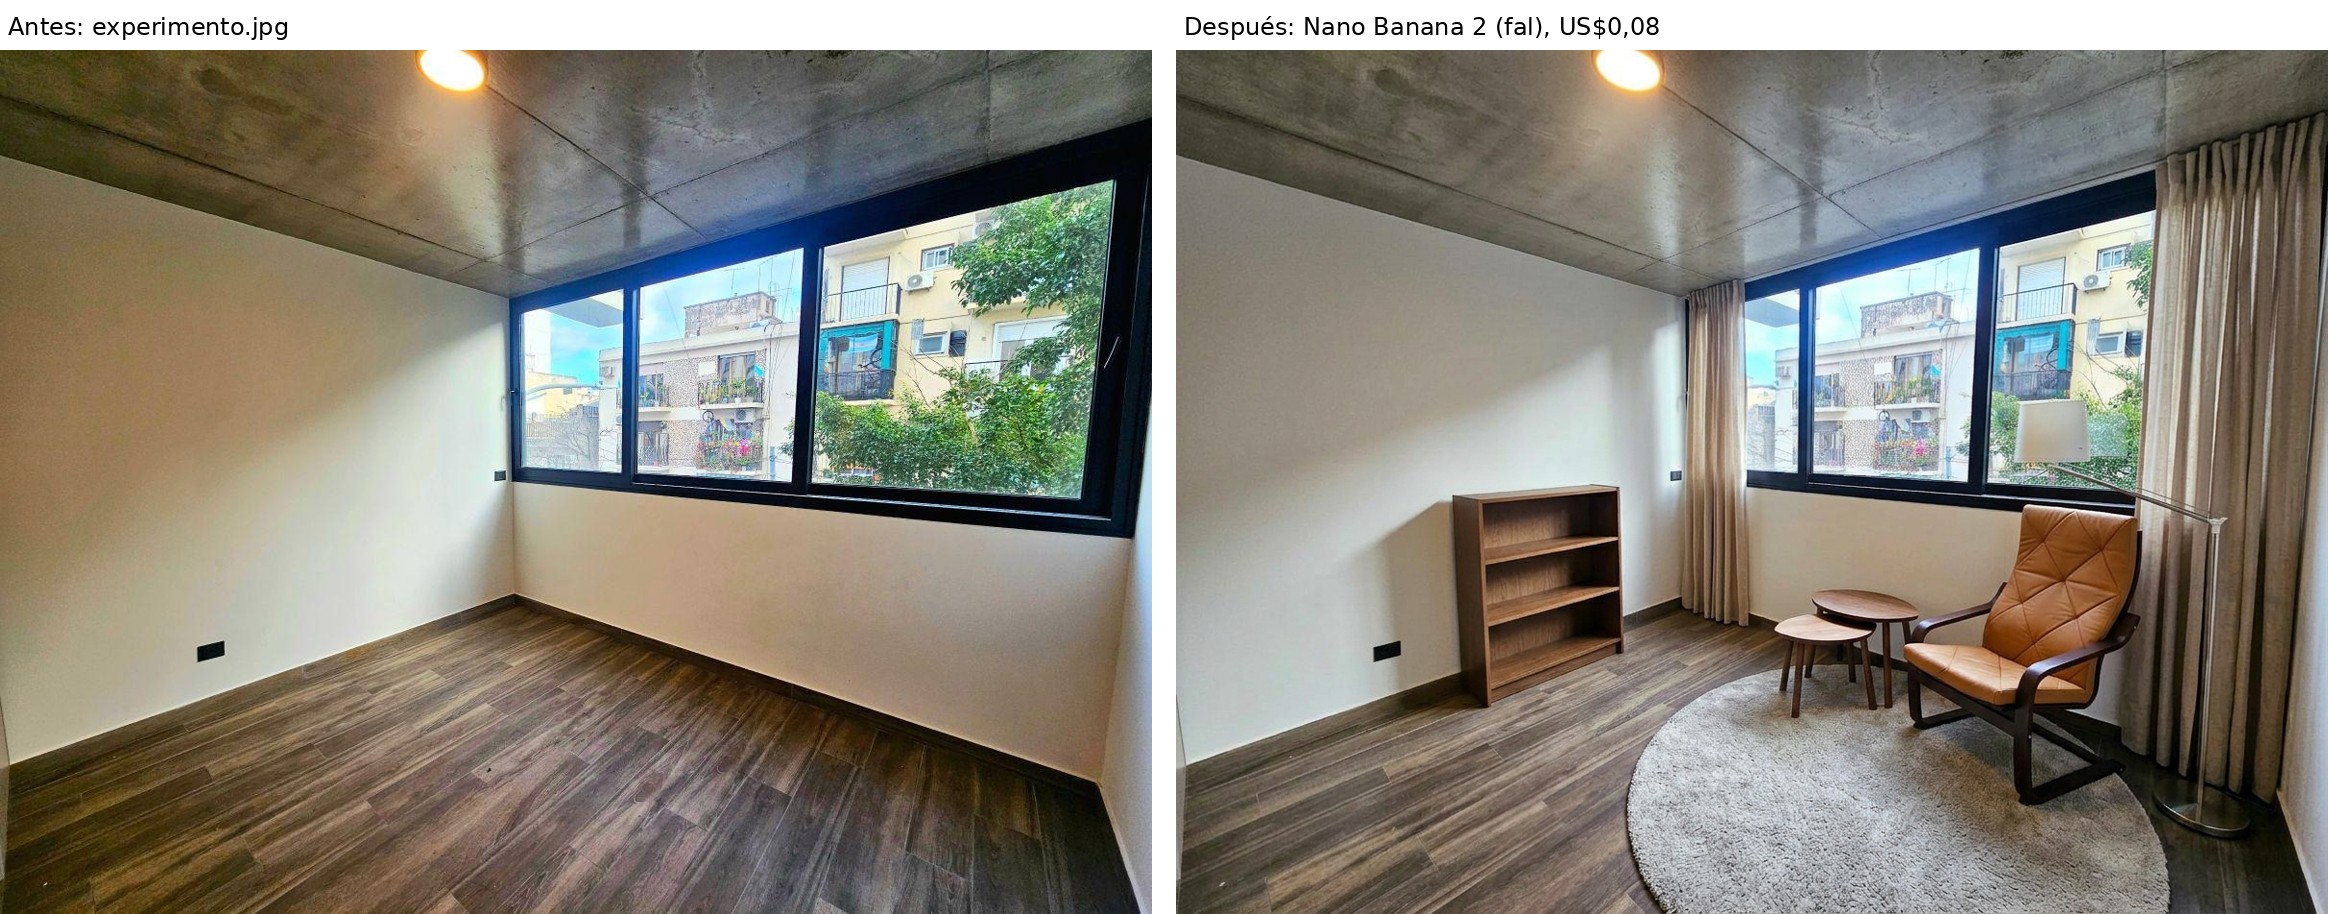 Antes: experimento.jpg
Después: Nano Banana 2 (fal), US$0,08